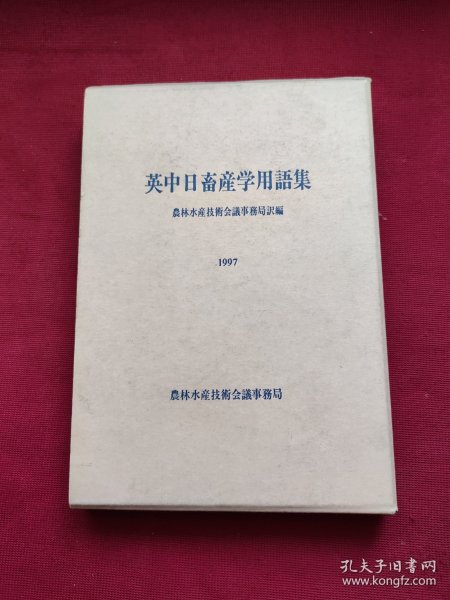 英中日畜産学用語集
農林水産技術会議事務局訳編
1997
農林水産技術会議事務局
孔夫子旧书网
www.kongfz.com